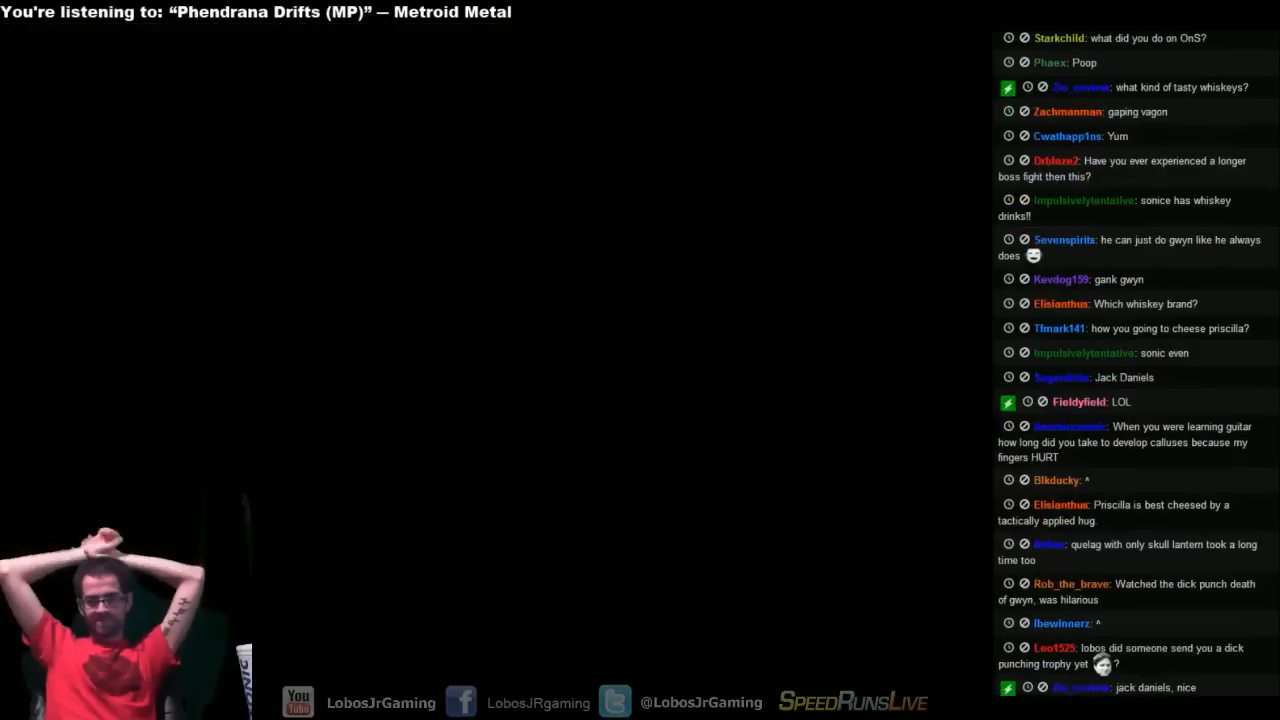 You're listening to: “Phendrana Drifts (MP)” — Metroid Metal
Starkchild: what did you do on OnS?
Phaex: Poop
: what kind of tasty whiskeys?
Zachmanman: gaping vagon
Cwathapp1ns: Yum
Drblaze2: Have you ever experienced a longer
boss fight then this?
Impulsivelytentative: sonice has whiskey
drinks!!
Sevenspirits: he can just do gwyn like he always
does
Kevdog159: gank gwyn
Elisianthus: Which whiskey brand?
Tfmark141: how you going to cheese priscilla?
Impulsivelytentative: sonic even
: Jack Daniels
Fieldyfield: LOL
: When you were learning guitar
how long did you take to develop calluses because my
fingers HURT
Blkducky: ^
Elisianthus: Priscilla is best cheesed by a
tactically applied hug.
: quelag with only skull lantern took a long
time too
Rob_the_brave: Watched the dick punch death
of gwyn, was hilarious
Ibewinnerz: ^
Leo1525: lobos did someone send you a dick
punching trophy yet ?
: jack daniels, nice
SONIC
You Tube LobosJrGaming f LobosJRgaming @LobosJrGaming SPEEDRUNSLIVE